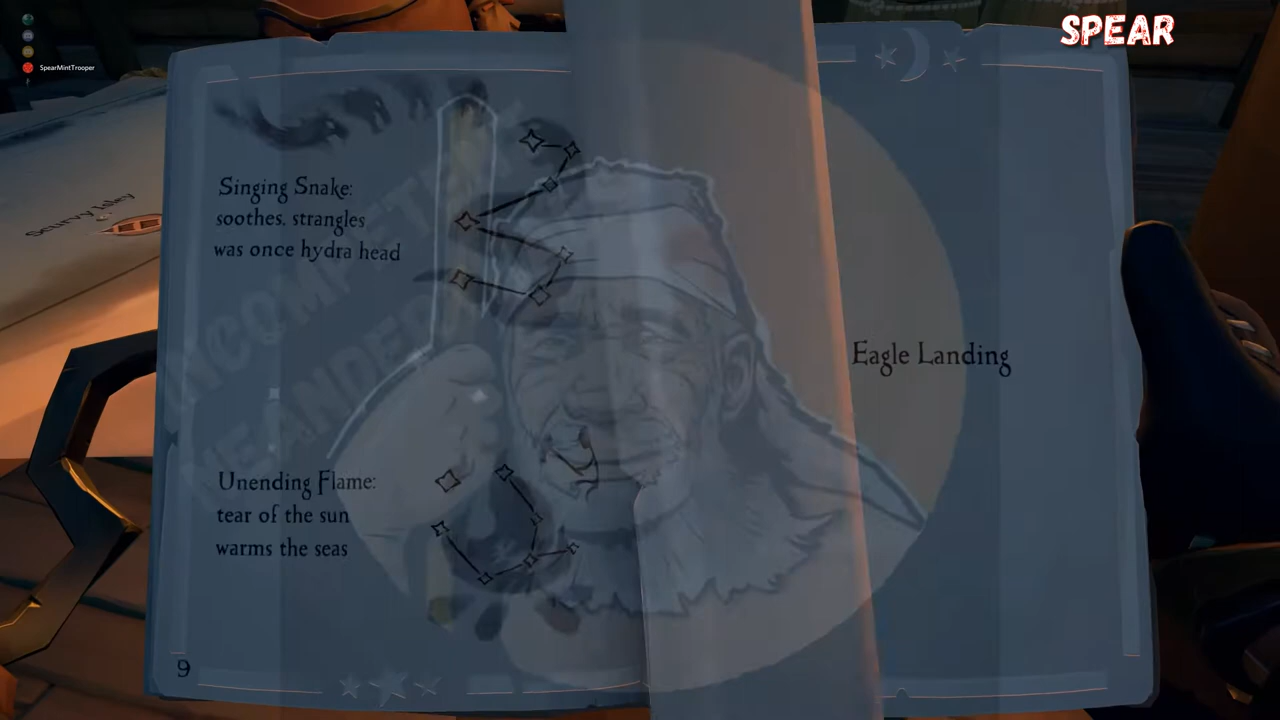 SPEAR
SpearMintTrooper
Scurvy Isley
Singing Snake:
soothes, strangles
was once hydra head
Eagle Landing
Unending Flame:
tear of the sun
warms the seas
9